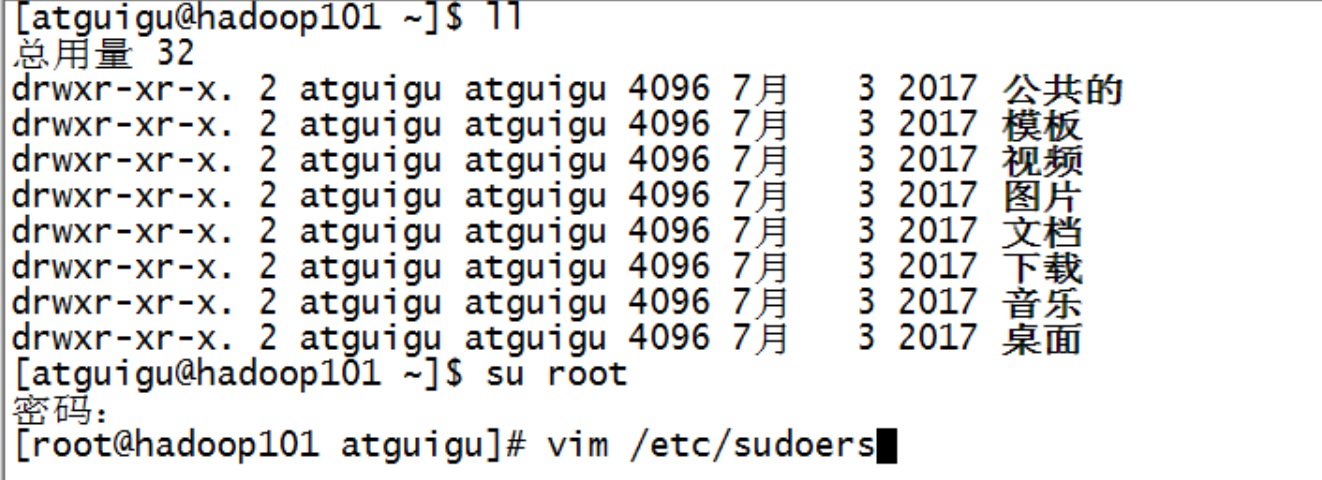 [atguigu@hadoop101 ~]$ ll
总用量 32
drwxr-xr-x. 2 atguigu atguigu 4096 7月   3 2017 公共的
drwxr-xr-x. 2 atguigu atguigu 4096 7月   3 2017 模板
drwxr-xr-x. 2 atguigu atguigu 4096 7月   3 2017 视频
drwxr-xr-x. 2 atguigu atguigu 4096 7月   3 2017 图片
drwxr-xr-x. 2 atguigu atguigu 4096 7月   3 2017 文档
drwxr-xr-x. 2 atguigu atguigu 4096 7月   3 2017 下载
drwxr-xr-x. 2 atguigu atguigu 4096 7月   3 2017 音乐
drwxr-xr-x. 2 atguigu atguigu 4096 7月   3 2017 桌面
[atguigu@hadoop101 ~]$ su root
密码：
[root@hadoop101 atguigu]# vim /etc/sudoers